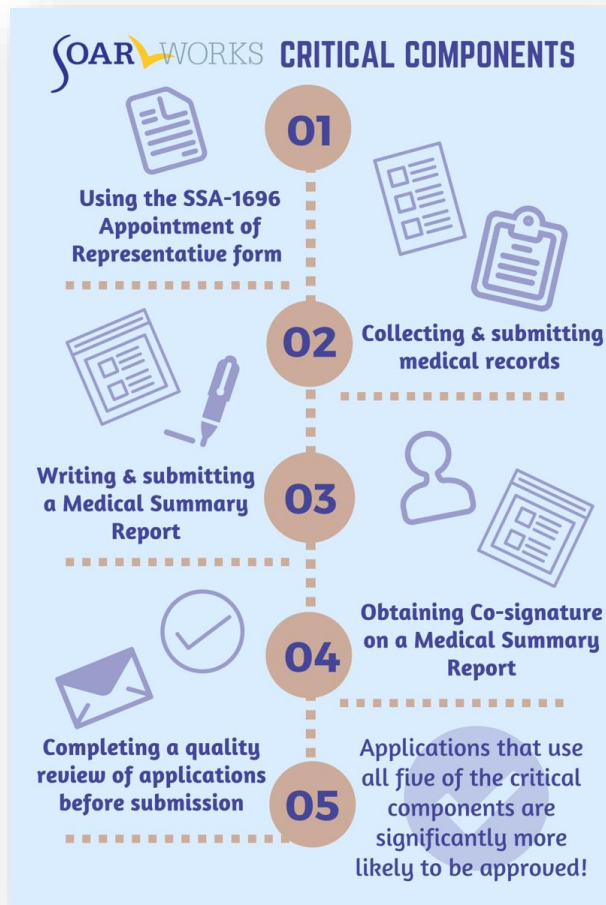 SOAR WORKS CRITICAL COMPONENTS
01
Using the SSA-1696
Appointment of
Representative form
02
Collecting & submitting
medical records
03
Writing & submitting
a Medical Summary
Report
04
Obtaining Co-signature
on a Medical Summary
Report
05
Completing a quality
review of applications
before submission
Applications that use
all five of the critical
components are
significantly more
likely to be approved!